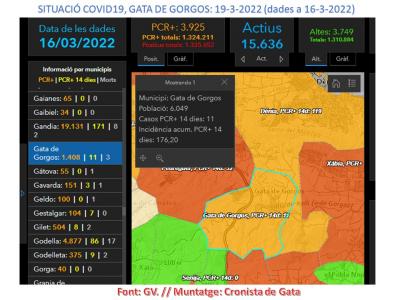 SITUACIÓ COVID19, GATA DE GORGOS: 19-3-2022 (dades a 16-3-2022)
Data de les dades
16/03/2022
PCR+: 3.925
PCR+ totals: 1.324.211
Positius totals: 1.335.652
Actius
15.636
Altes: 3.749
Totals: 1.310.884
Posit. Gràf. Act. Alt. Gràf.
Informació per municipis
PCR+ | PCR+ 14 dies | Morts
Gaianes: 65 | 0 | 0
Gaibiel: 34 | 0 | 0
Gandia: 19.131 | 171 | 8
2
Gata de
Gorgos: 1.408 | 11 | 3
Gátova: 55 | 0 | 1
Gavarda: 151 | 3 | 1
Geldo: 100 | 0 | 1
Gestalgar: 104 | 7 | 0
Gilet: 504 | 8 | 2
Godella: 4.877 | 86 | 17
Godelleta: 375 | 9 | 2
Gorga: 40 | 0 | 0
Granja de
Mostrando 1
Municipi: Gata de Gorgos
Població: 6.049
Casos PCR+ 14 dies: 11
Incidència acum. PCR+ 14
dies: 176,20
Dénia, PCR+ 14d: 119
Xàbia, PCR+
Gata de Gorgos, PCR+ 14d: 11
Senija, PCR+ 14d: 0
Font: GV. // Muntatge: Cronista de Gata